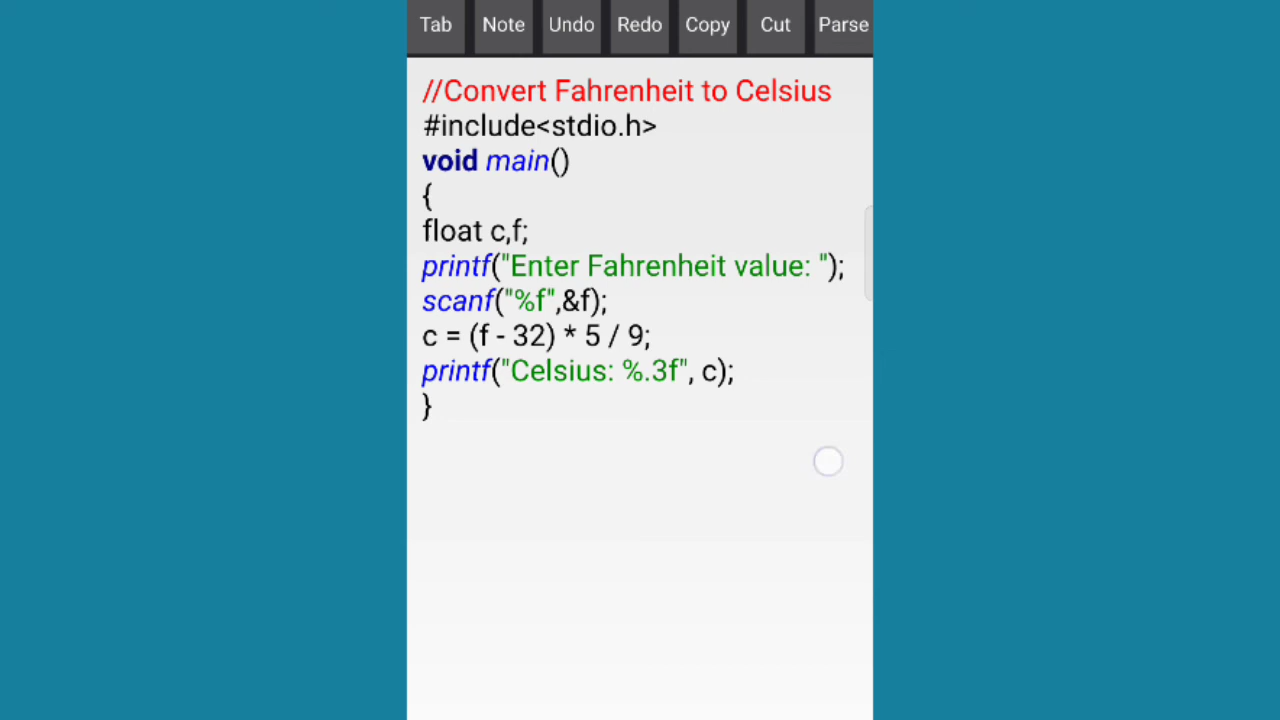 Tab Note Undo Redo Copy Cut Parse
//Convert Fahrenheit to Celsius
#include<stdio.h>
void main()
{
float c,f;
printf("Enter Fahrenheit value: ");
scanf("%f",&f);
c = (f - 32) * 5 / 9;
printf("Celsius: %.3f", c);
}